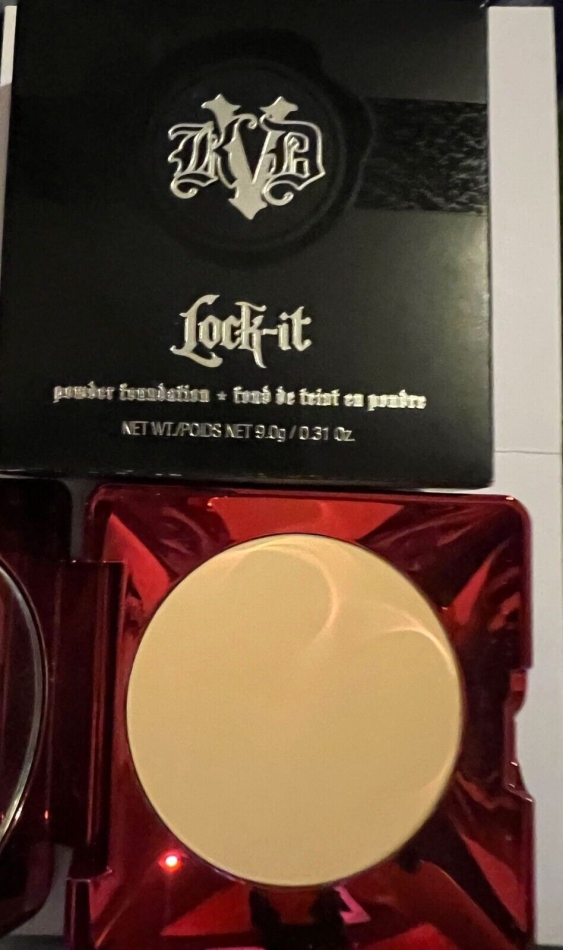 KVD
Lock-it
powder foundation • fond de teint en poudre
NET WT./POIDS NET 9.0g / 0.31 Oz.